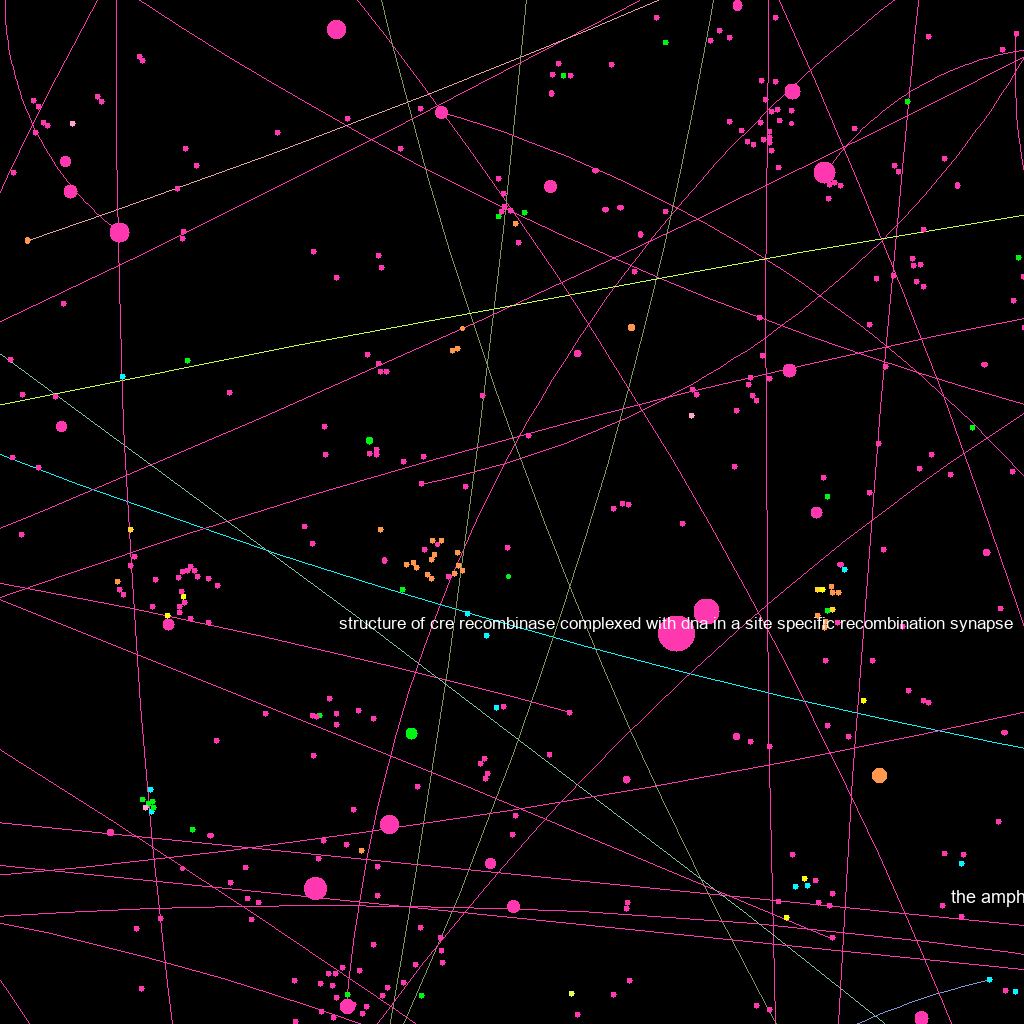 structure of cre recombinase complexed with dna in a site specific recombination synapse
the amph